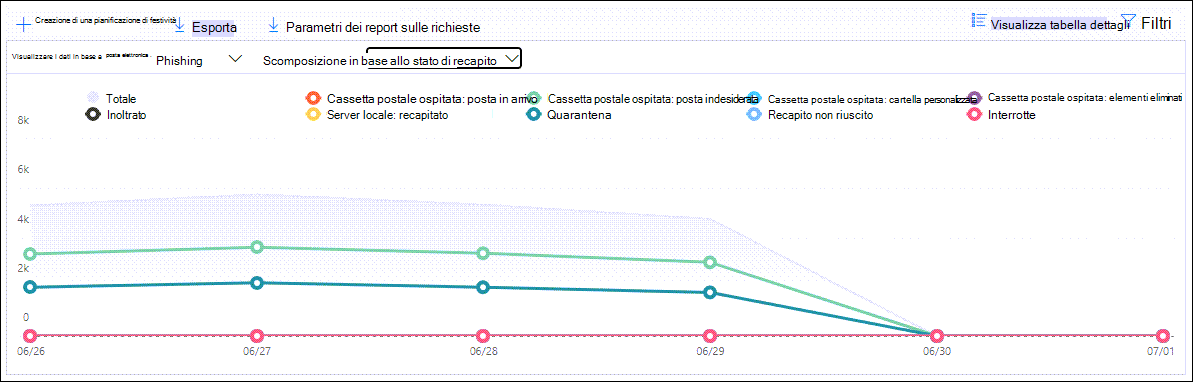 Creazione di una pianificazione di festività Esporta Parametri dei report sulle richieste Visualizza tabella dettagli Filtri
Visualizzare i dati in base a posta elettronica . Phishing Scomposizione in base allo stato di recapito
Totale Cassetta postale ospitata: posta in arrivo Cassetta postale ospitata: posta indesiderata Cassetta postale ospitata: cartella personalizzata Cassetta postale ospitata: elementi eliminati
Inoltrato Server locale: recapitato Quarantena Recapito non riuscito Interrotte
8k
6k
4k
2k
0
06/26 06/27 06/28 06/29 06/30 07/01